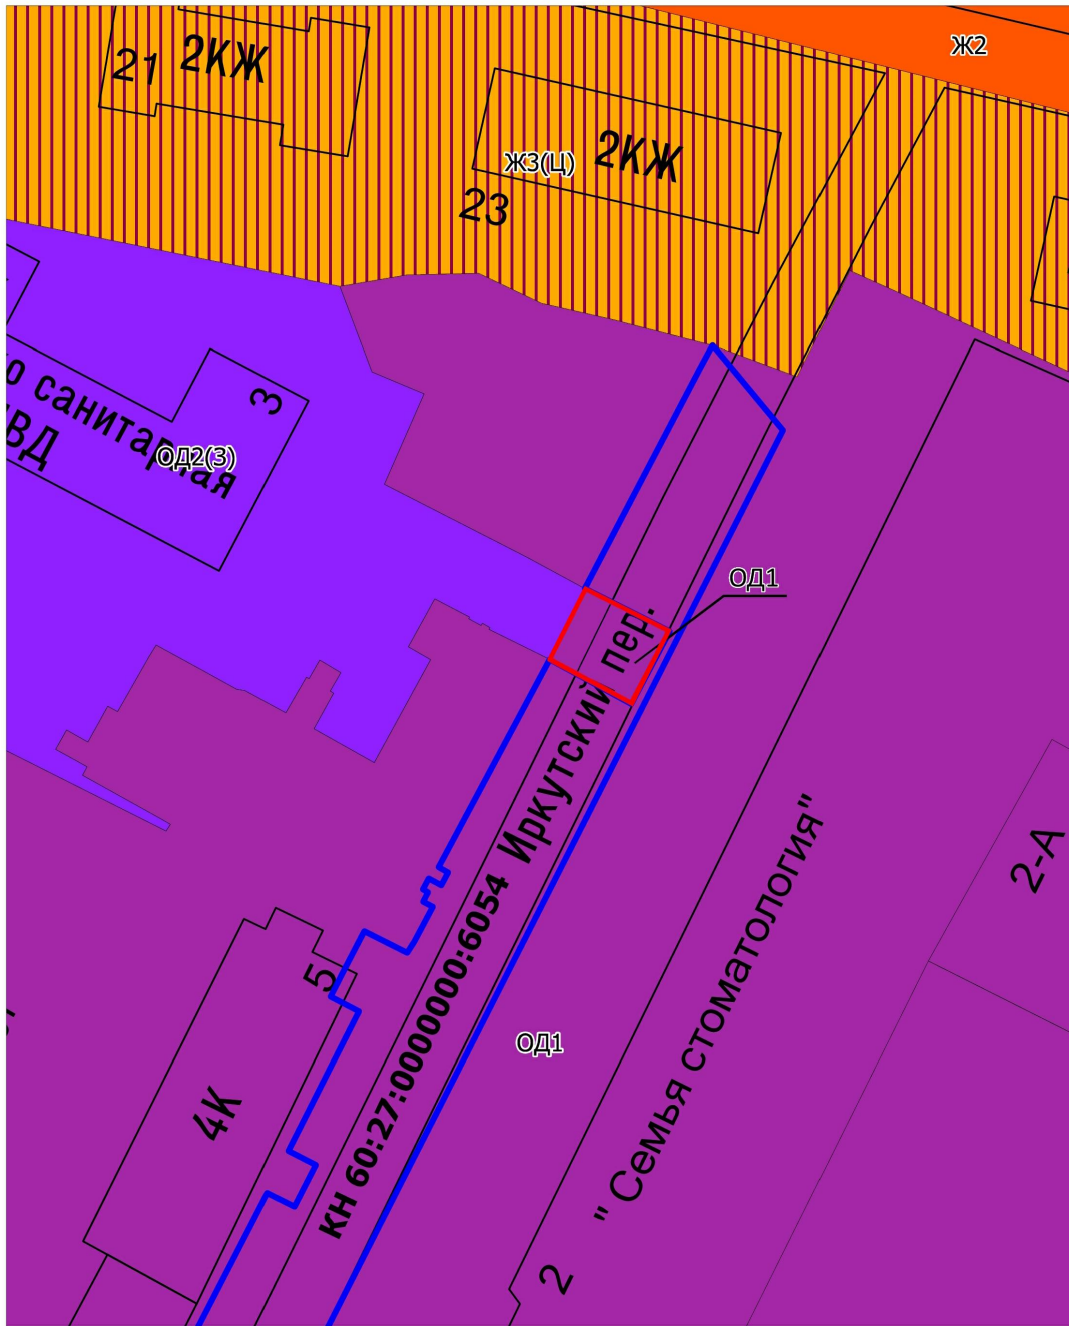 Ж2
21
2КЖ
2КЖ
Ж3(Ц)
23
3
санитарная
ВД
ОД2(З)
ОД1
Иркутский пер.
КН 60:27:0000000:6054
2-А
5
4К
ОД1
" Семья стоматология"
2